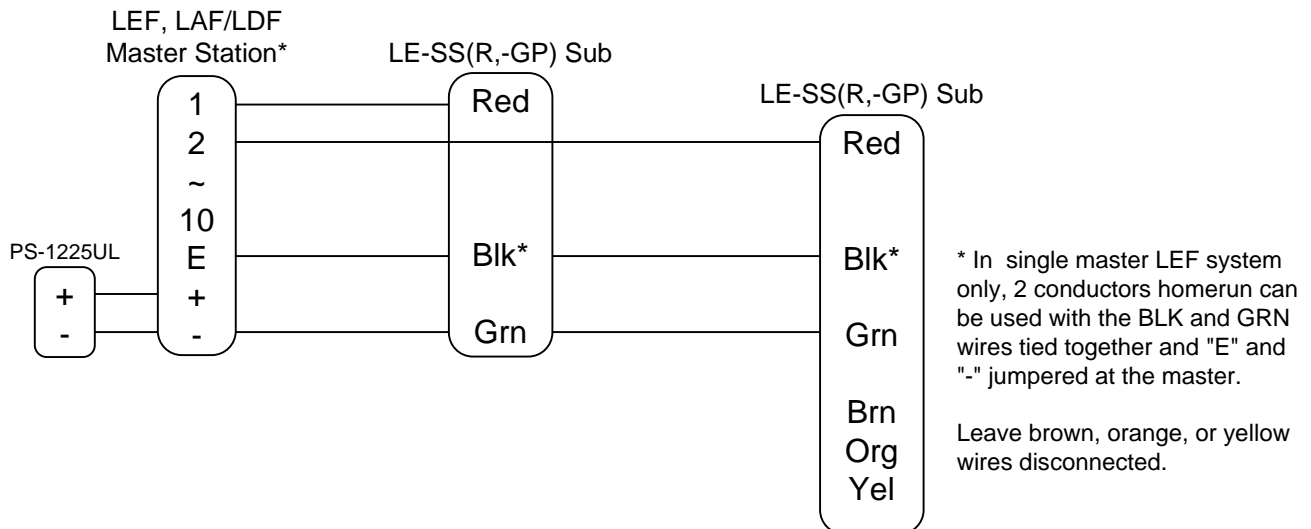 LEF, LAF/LDF
Master Station*
1
2
~
10
E
+
-
PS-1225UL
+
-
LE-SS(R,-GP) Sub
Red
Blk*
Grn
LE-SS(R,-GP) Sub
Red
Blk*
Grn
Brn
Org
Yel
* In single master LEF system
only, 2 conductors homerun can
be used with the BLK and GRN
wires tied together and "E" and
"-" jumpered at the master.
Leave brown, orange, or yellow
wires disconnected.